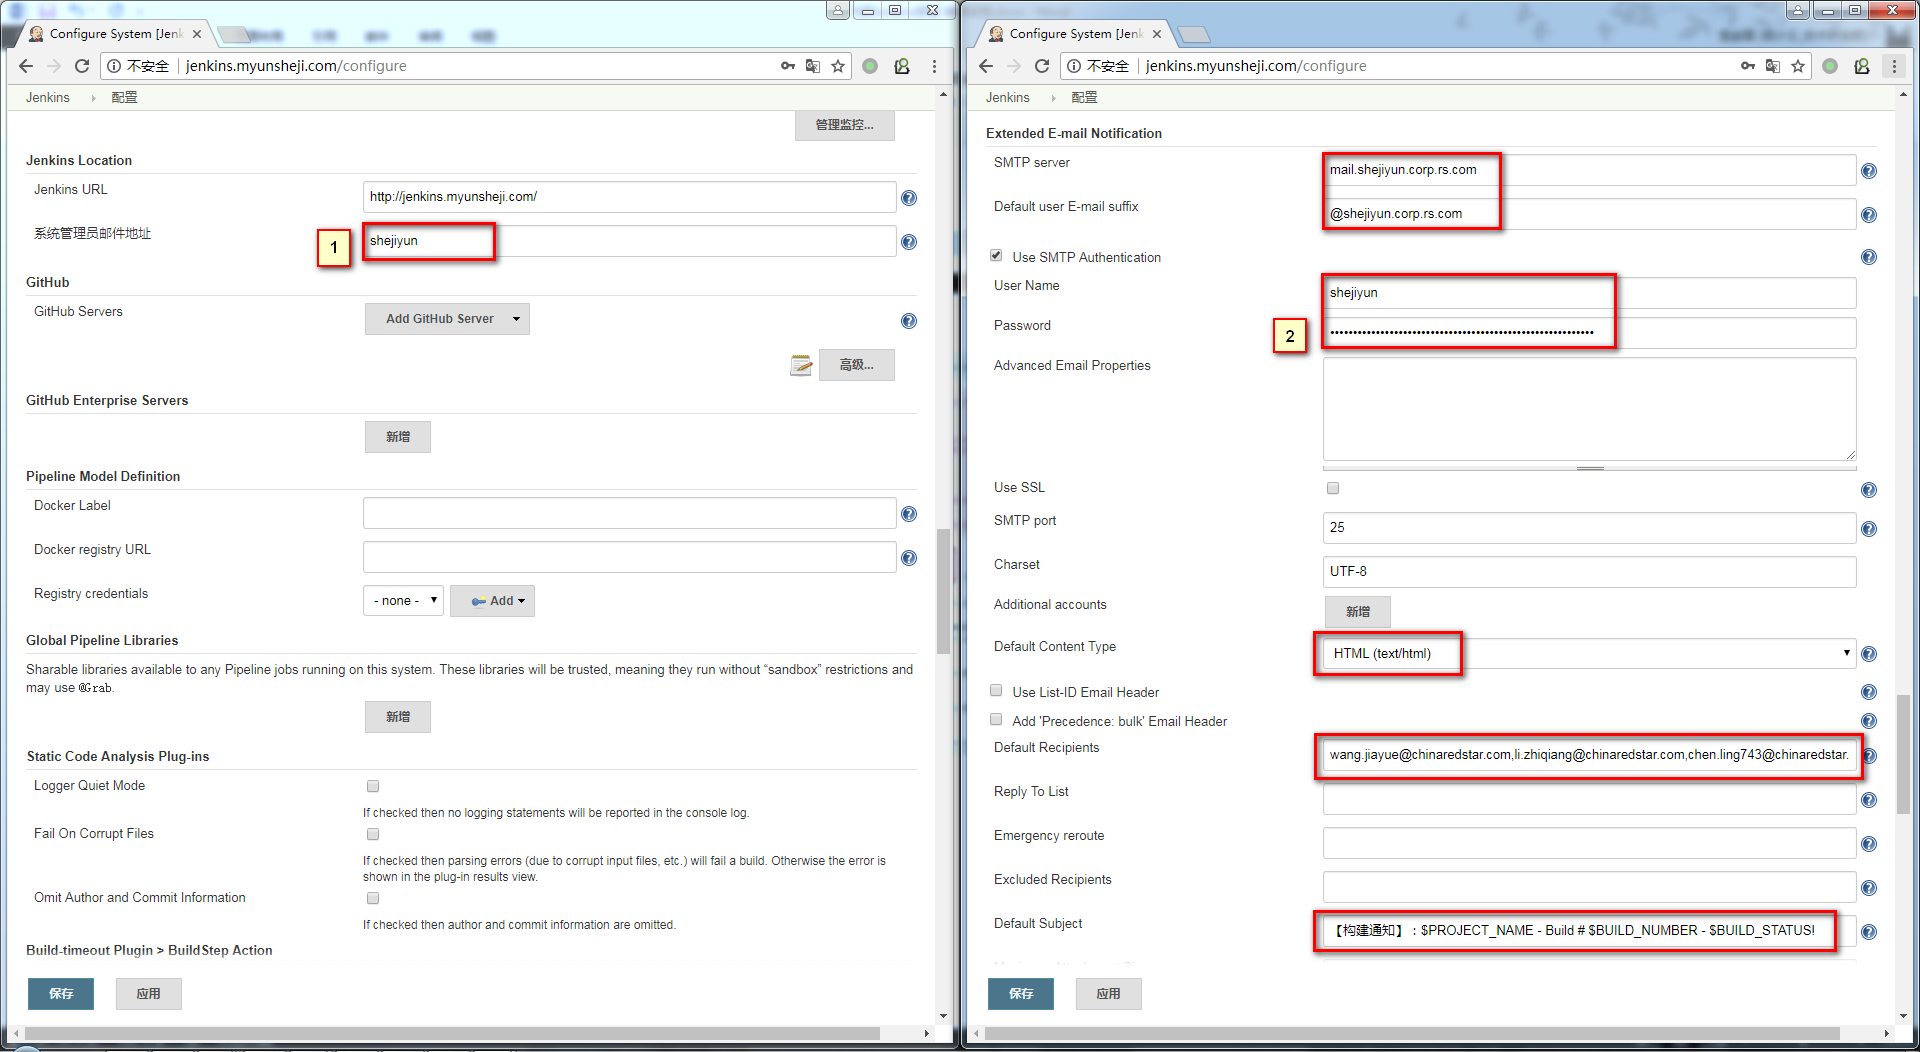 Configure System [Jenk
不安全
jenkins.myunsheji.com/configure
Jenkins
配置
管理监控...
Jenkins Location
Jenkins URL
http://jenkins.myunsheji.com/
系统管理员邮件地址
1
shejiyun
GitHub
GitHub Servers
Add GitHub Server
高级...
GitHub Enterprise Servers
新增
Pipeline Model Definition
Docker Label
Docker registry URL
Registry credentials
- none -
Add
Global Pipeline Libraries
Sharable libraries available to any Pipeline jobs running on this system. These libraries will be trusted, meaning they run without “sandbox” restrictions and
may use @Grab.
新增
Static Code Analysis Plug-ins
Logger Quiet Mode
If checked then no logging statements will be reported in the console log.
Fail On Corrupt Files
If checked then parsing errors (due to corrupt input files, etc.) will fail a build. Otherwise the error is
shown in the plug-in results view.
Omit Author and Commit Information
If checked then author and commit information are omitted.
Build-timeout Plugin > BuildStep Action
保存
应用
Configure System [Jenk
不安全
jenkins.myunsheji.com/configure
Jenkins
配置
Extended E-mail Notification
SMTP server
mail.shejiyun.corp.rs.com
Default user E-mail suffix
@shejiyun.corp.rs.com
Use SMTP Authentication
User Name
shejiyun
Password
2
Advanced Email Properties
Use SSL
SMTP port
25
Charset
UTF-8
Additional accounts
新增
Default Content Type
HTML (text/html)
Use List-ID Email Header
Add 'Precedence: bulk' Email Header
Default Recipients
wang.jiayue@chinaredstar.com,li.zhiqiang@chinaredstar.com,chen.ling743@chinaredstar.
Reply To List
Emergency reroute
Excluded Recipients
Default Subject
【构建通知】：$PROJECT_NAME - Build # $BUILD_NUMBER - $BUILD_STATUS!
保存
应用